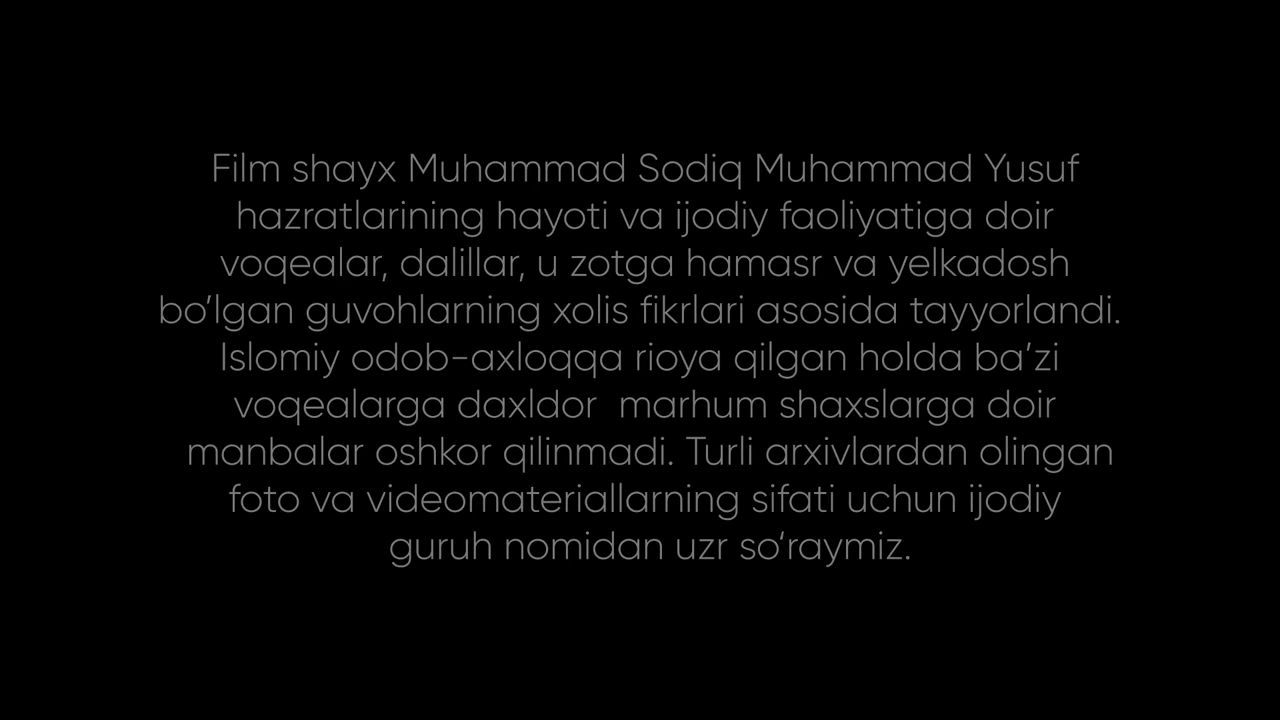 Film shayx Muhammad Sodiq Muhammad Yusuf
hazratlarining hayoti va ijodiy faoliyatiga doir
voqealar, dalillar, u zotga hamasr va yelkadosh
bo’lgan guvohlarning xolis fikrlari asosida tayyorlandi.
Islomiy odob-axloqqa rioya qilgan holda ba’zi
voqealarga daxldor  marhum shaxslarga doir
manbalar oshkor qilinmadi. Turli arxivlardan olingan
foto va videomateriallarning sifati uchun ijodiy
guruh nomidan uzr so‘raymiz.